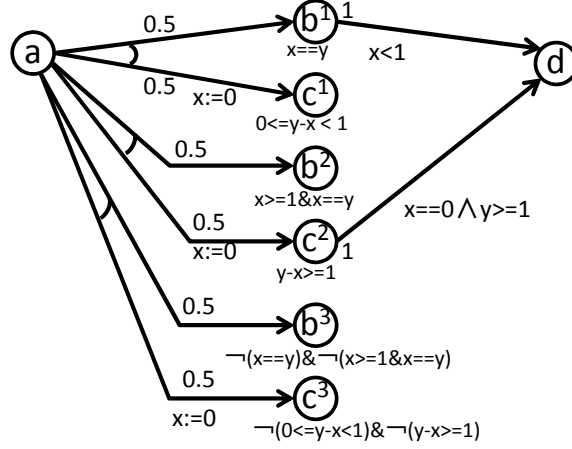 a
0.5
b1
1
x==y
x<1
d
0.5
x:=0
c1
0<=y-x < 1
0.5
b2
x>=1&x==y
0.5
x:=0
c2
1
y-x>=1
x==0∧y>=1
0.5
b3
¬(x==y)&¬(x>=1&x==y)
0.5
x:=0
c3
¬(0<=y-x<1)&¬(y-x>=1)